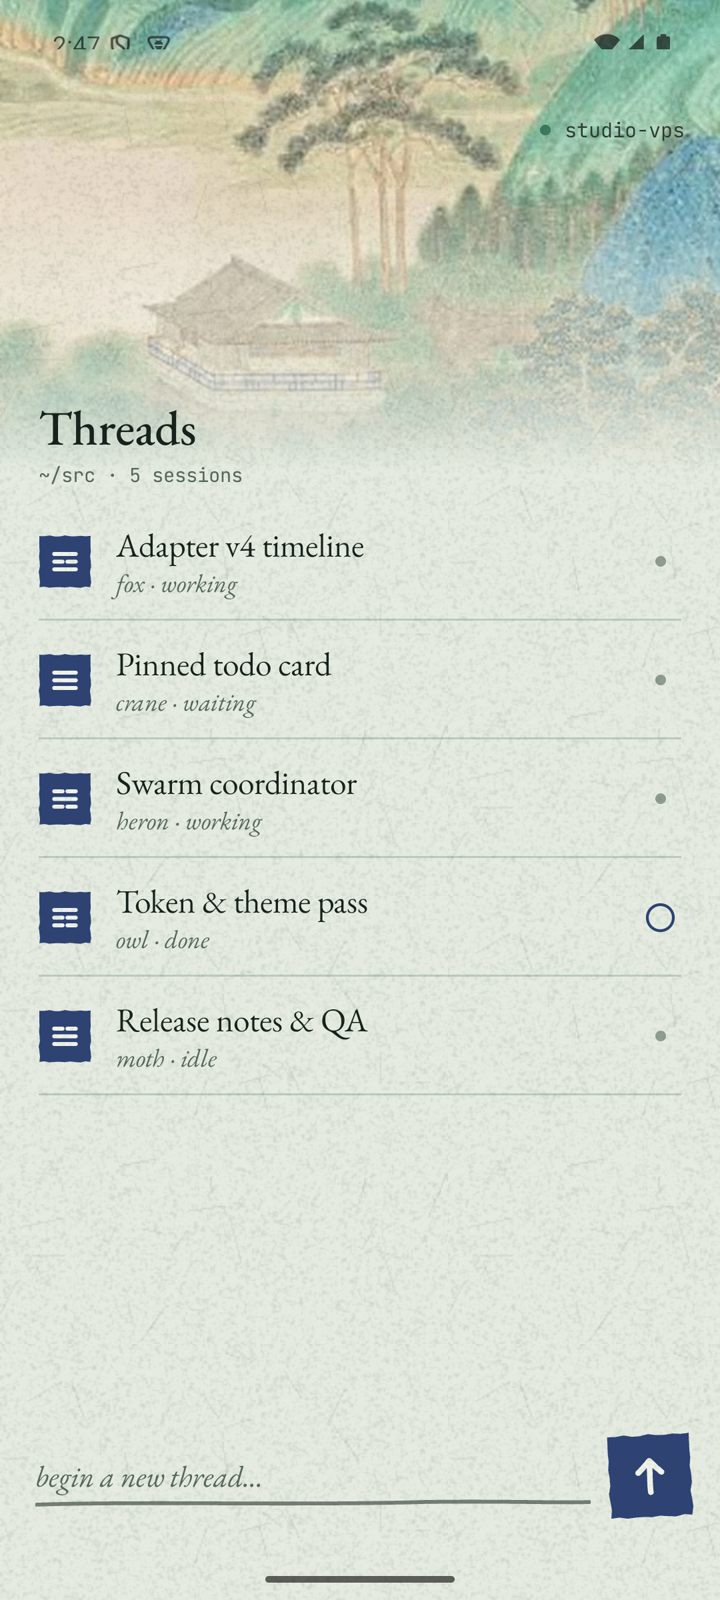 2:47
studio-vps
Threads
~/src · 5 sessions
Adapter v4 timeline
fox · working
Pinned todo card
crane · waiting
Swarm coordinator
heron · working
Token & theme pass
owl · done
Release notes & QA
moth · idle
begin a new thread...